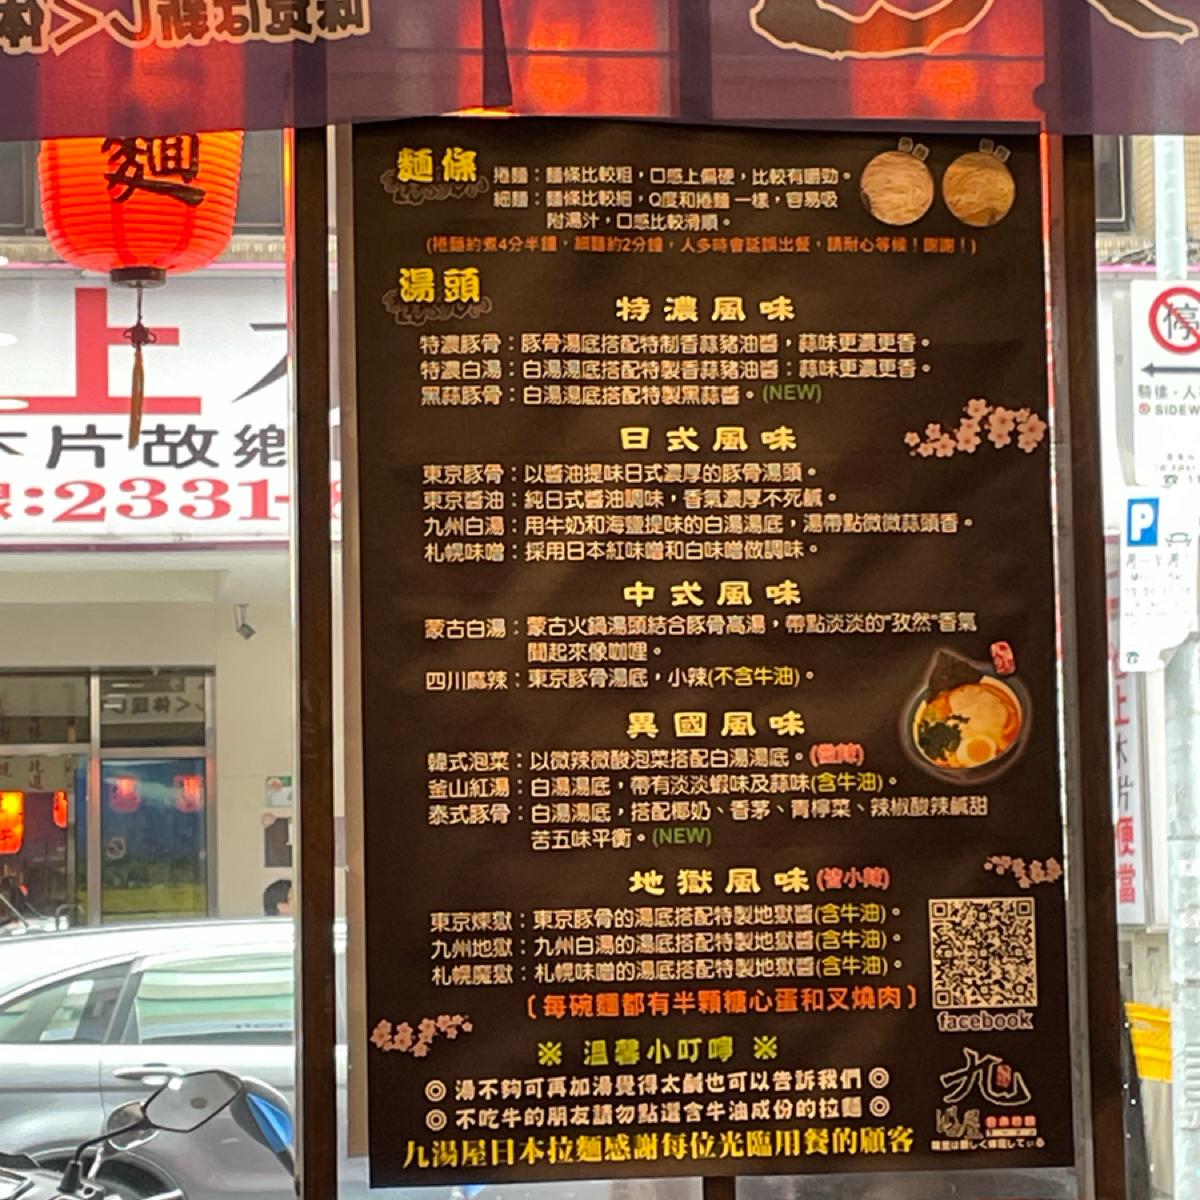 麵
上
木片故鄉
線:2331-8
麵條
捲麵：麵條比較粗，口感上偏硬，比較有嚼勁。
細麵：麵條比較細，Q度和捲麵一樣，容易吸
附湯汁，口感比較滑順。
(捲麵約煮4分半鐘，細麵約2分鐘，人多時會延誤出餐，請耐心等候！謝謝！)
湯頭
特濃風味
特濃豚骨：豚骨湯底搭配特制香蒜豬油醬，蒜味更濃更香。
特濃白湯：白湯湯底搭配特製香蒜豬油醬：蒜味更濃更香。
黑蒜豚骨：白湯湯底搭配特製黑蒜醬。(NEW)
日式風味
東京豚骨：以醬油提味日式濃厚的豚骨湯頭。
東京醬油：純日式醬油調味，香氣濃厚不死鹹。
九州白湯：用牛奶和海鹽提味的白湯湯底，湯帶點微微蒜頭香。
札幌味噌：採用日本紅味噌和白味噌做調味。
中式風味
蒙古白湯：蒙古火鍋湯頭結合豚骨高湯，帶點淡淡的"孜然"香氣
聞起來像咖哩。
四川麻辣：東京豚骨湯底，小辣(不含牛油)。
異國風味
韓式泡菜：以微辣微酸泡菜搭配白湯湯底。(微辣)
釜山紅湯：白湯湯底，帶有淡淡蝦味及蒜味(含牛油)。
泰式豚骨：白湯湯底，搭配椰奶、香茅、青檸菜、辣椒酸辣鹹甜
苦五味平衡。(NEW)
地獄風味(皆小辣)
東京煉獄：東京豚骨的湯底搭配特製地獄醬(含牛油)。
九州地獄：九州白湯的湯底搭配特製地獄醬(含牛油)。
札幌魔獄：札幌味噌的湯底搭配特製地獄醬(含牛油)。
〔每碗麵都有半顆糖心蛋和叉燒肉〕
facebook
※ 溫馨小叮嚀 ※
◎ 湯不夠可再加湯覺得太鹹也可以告訴我們 ◎
◎ 不吃牛的朋友請勿點選含牛油成份的拉麵 ◎
九湯屋日本拉麵感謝每位光臨用餐的顧客
九
湯屋
停
騎樓、人
SIDEW
P